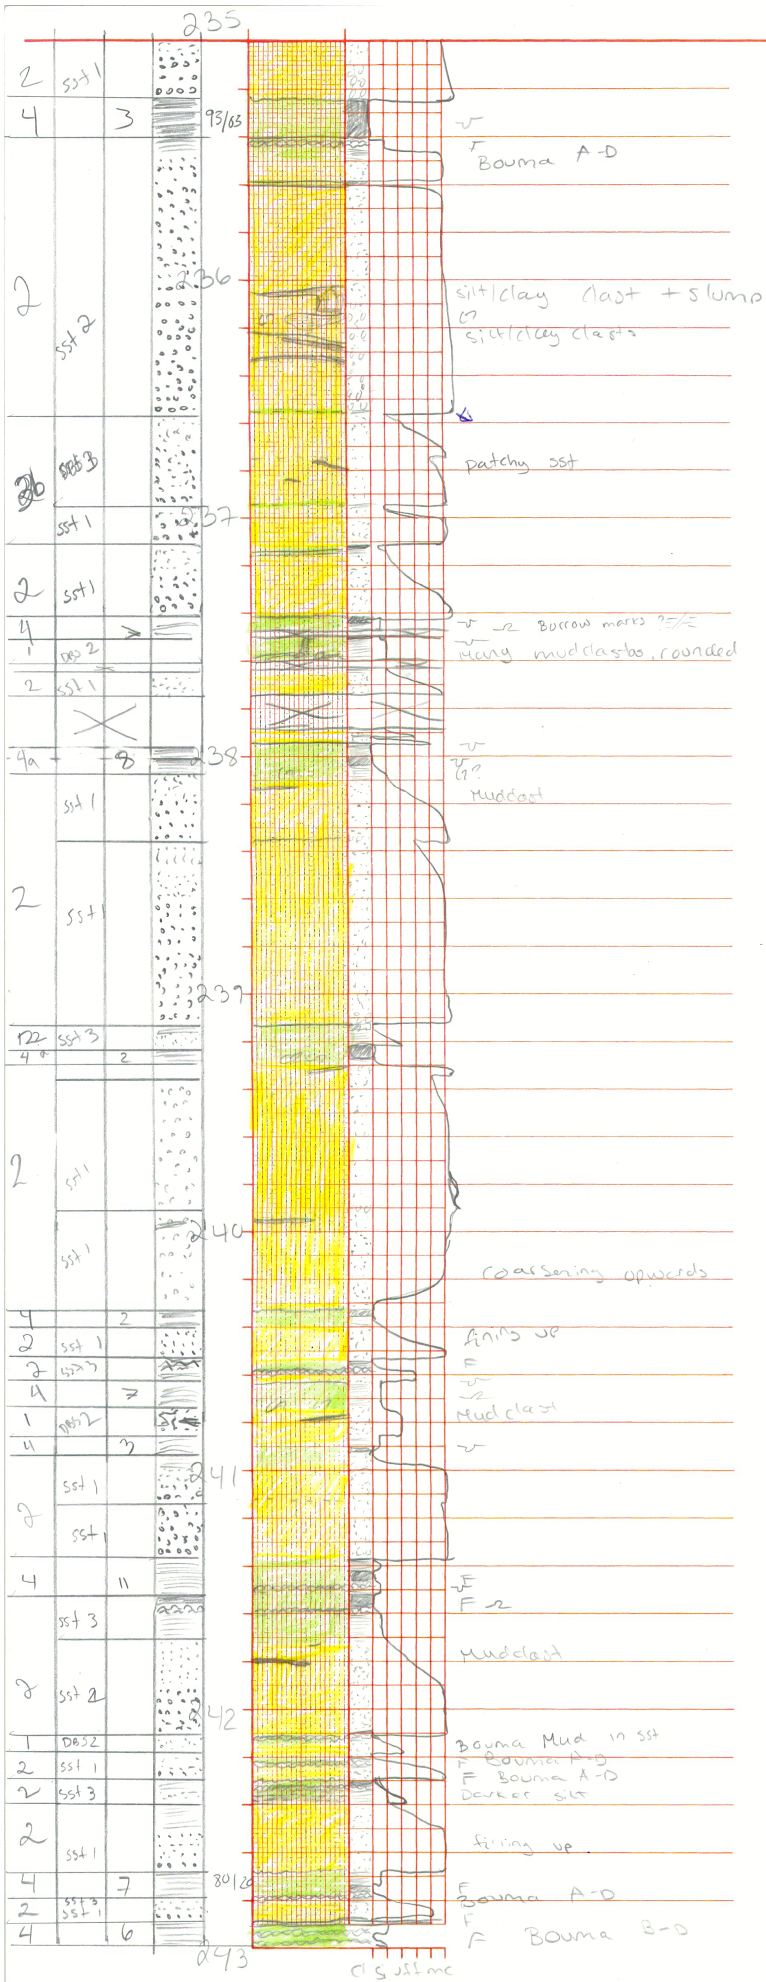 235
2 sst 1
4 3 93/03
F
Bouma A-D
236
2 sst 2
silt/clay clast + slump
silt/clay clasts
patchy sst
237
sst 1
2 sst 1
4
Burrow marks
1 DBS 2
Many mudclasts, rounded
2 sst 1
4a 8 238
sst 1
Mudclast
2 sst 1
239
sst 3
4a 2
2 sst 1
240
sst 1
coarsening upwards
4 2
2 sst 1
fining up
2 sst 3
F
4 7
1 DBS2
Mudclast
4 3
241
sst 1
2
sst 1
4 11
F
F
sst 3
Mudclast
2 sst 2
242
1 DBS2
Bouma Mud in sst
2 sst 1
F Bouma A-D
F Bouma A-D
2 sst 3
Darker silt
2 sst 1
fining up
4 7 80/20
F
Bouma A-D
sst 3
2 sst 1
F
4 6
F Bouma B-D
243
cl s vf f m c